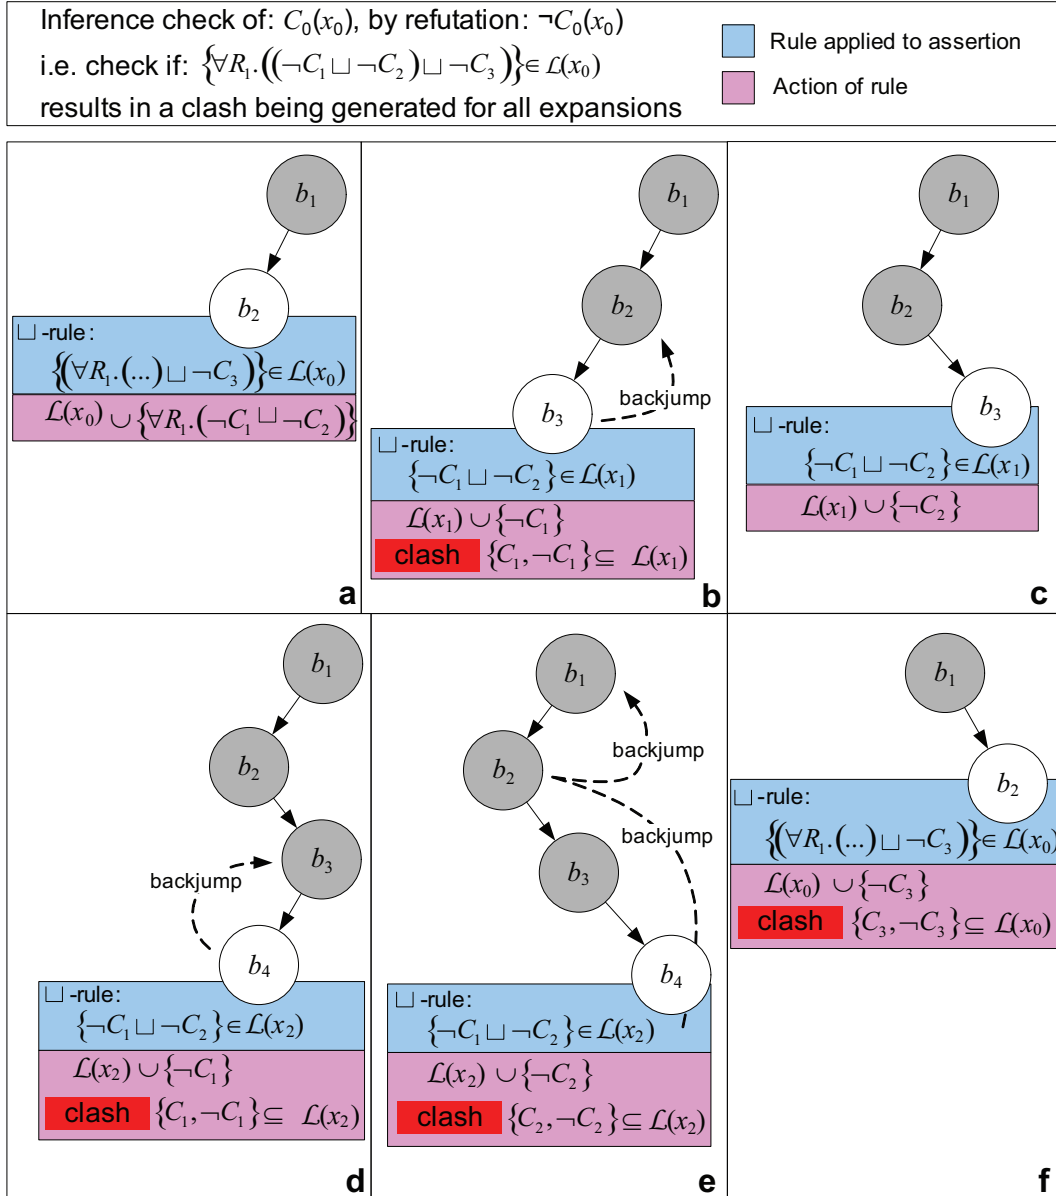 Inference check of: C₀(x₀), by refutation: ¬C₀(x₀)
i.e. check if: {∀R₁.((¬C₁ ⊔ ¬C₂) ⊔ ¬C₃)} ∈ ℒ(x₀)
results in a clash being generated for all expansions
Rule applied to assertion
Action of rule
b₁
b₂
⊔ -rule:
{(∀R₁.(...) ⊔ ¬C₃)} ∈ ℒ(x₀)
ℒ(x₀) ∪ {∀R₁.(¬C₁ ⊔ ¬C₂)}
a
b₁
b₂
backjump
b₃
⊔ -rule:
{¬C₁ ⊔ ¬C₂} ∈ ℒ(x₁)
ℒ(x₁) ∪ {¬C₁}
clash {C₁, ¬C₁} ⊆ ℒ(x₁)
b
b₁
b₂
b₃
⊔ -rule:
{¬C₁ ⊔ ¬C₂} ∈ ℒ(x₁)
ℒ(x₁) ∪ {¬C₂}
c
b₁
b₂
b₃
backjump
b₄
⊔ -rule:
{¬C₁ ⊔ ¬C₂} ∈ ℒ(x₂)
ℒ(x₂) ∪ {¬C₁}
clash {C₁, ¬C₁} ⊆ ℒ(x₂)
d
b₁
backjump
b₂
backjump
b₃
b₄
⊔ -rule:
{¬C₁ ⊔ ¬C₂} ∈ ℒ(x₂)
ℒ(x₂) ∪ {¬C₂}
clash {C₂, ¬C₂} ⊆ ℒ(x₂)
e
b₁
b₂
⊔ -rule:
{(∀R₁.(...) ⊔ ¬C₃)} ∈ ℒ(x₀)
ℒ(x₀) ∪ {¬C₃}
clash {C₃, ¬C₃} ⊆ ℒ(x₀)
f